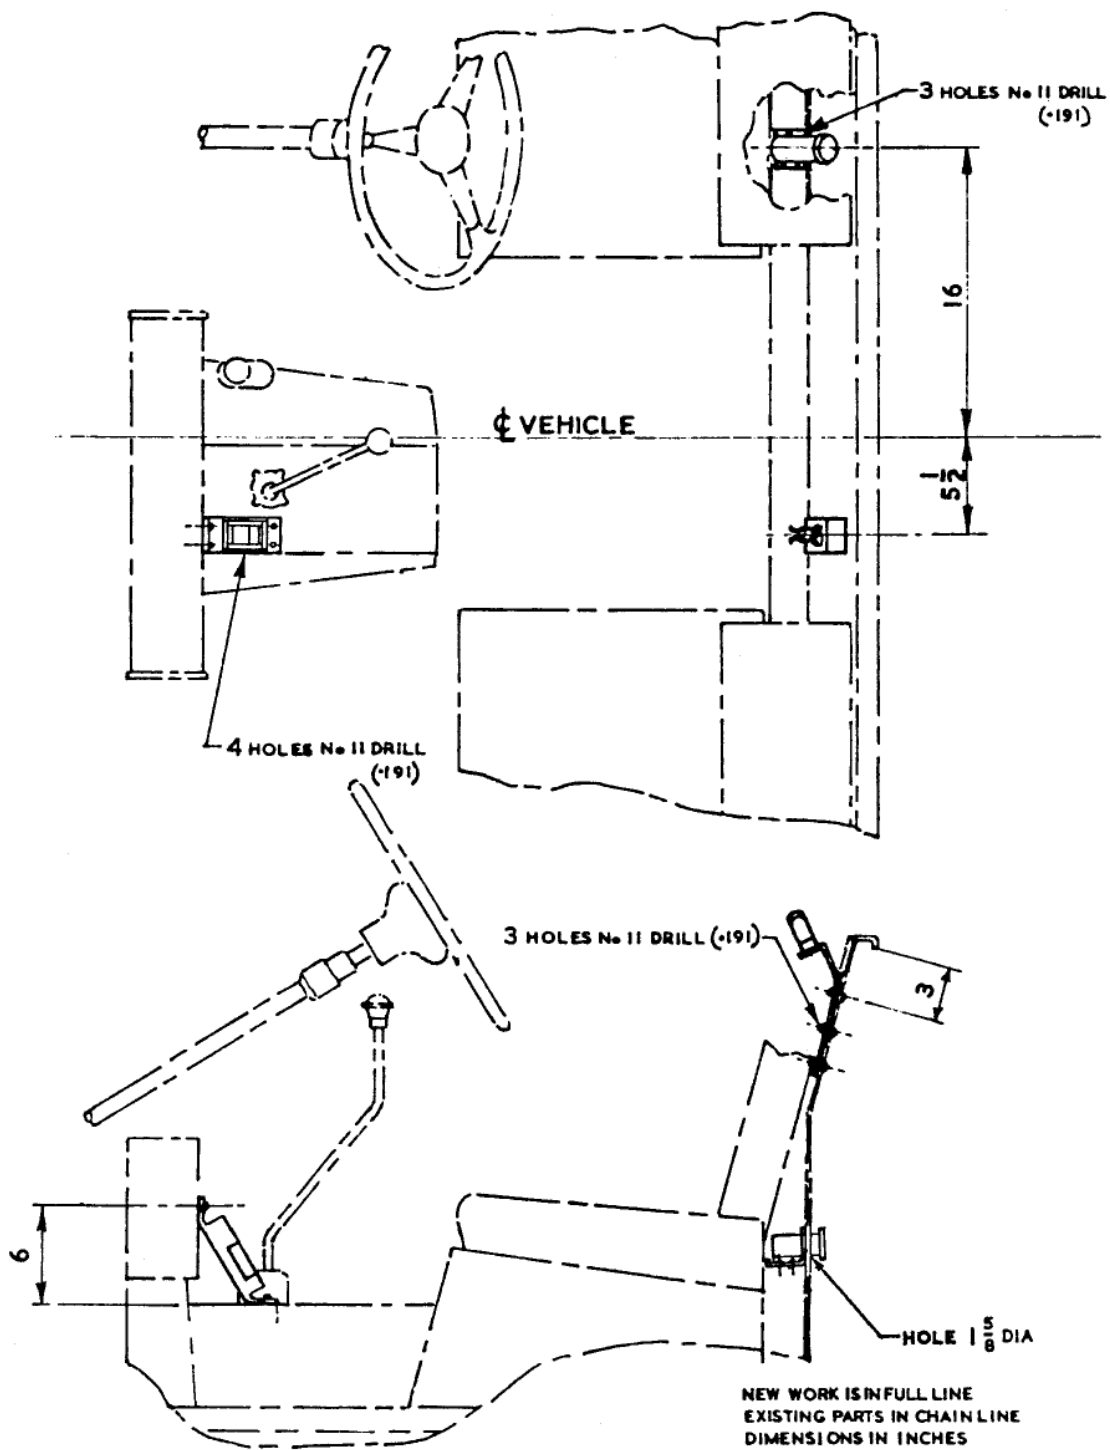 3 HOLES No 11 DRILL
(·191)
16
℄ VEHICLE
5 1/2
4 HOLES No 11 DRILL
(·191)
3 HOLES No 11 DRILL (·191)
3
6
HOLE 1 5/8 DIA
NEW WORK IS IN FULL LINE
EXISTING PARTS IN CHAIN LINE
DIMENSIONS IN INCHES